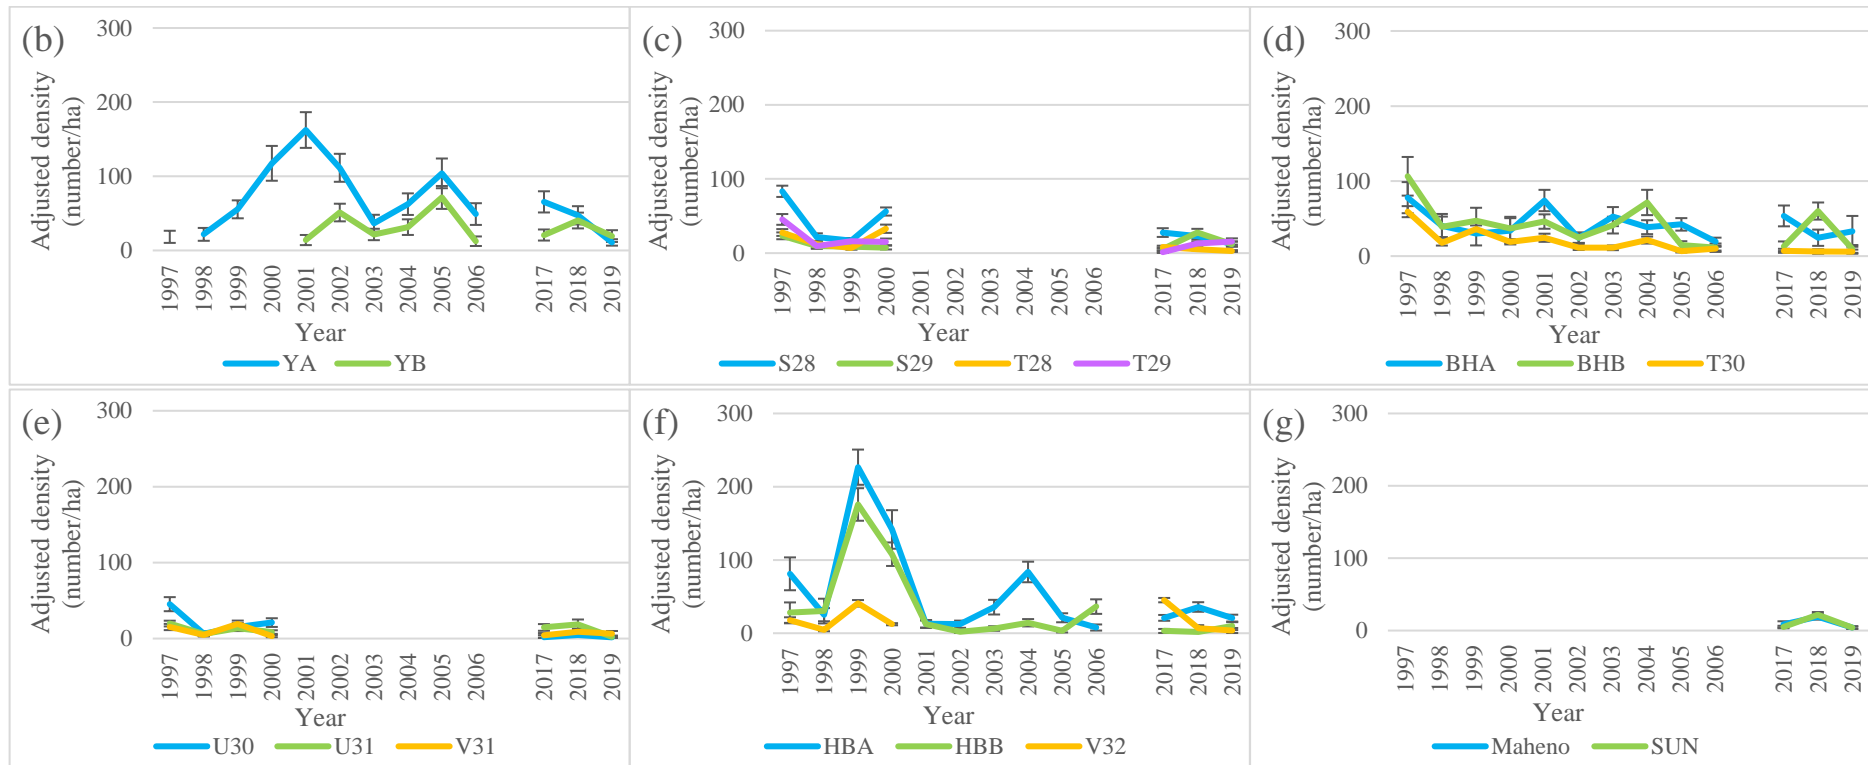 (b)
Adjusted density
(number/ha)
300
200
100
0
1997
1998
1999
2000
2001
2002
2003
2004
2005
2006
2017
2018
2019
Year
YA
YB
(c)
Adjusted density
(number/ha)
300
200
100
0
1997
1998
1999
2000
2001
2002
2003
2004
2005
2006
2017
2018
2019
Year
S28
S29
T28
T29
(d)
Adjusted density
(number/ha)
300
200
100
0
1997
1998
1999
2000
2001
2002
2003
2004
2005
2006
2017
2018
2019
Year
BHA
BHB
T30
(e)
Adjusted density
(number/ha)
300
200
100
0
1997
1998
1999
2000
2001
2002
2003
2004
2005
2006
2017
2018
2019
Year
U30
U31
V31
(f)
Adjusted density
(number/ha)
300
200
100
0
1997
1998
1999
2000
2001
2002
2003
2004
2005
2006
2017
2018
2019
Year
HBA
HBB
V32
(g)
Adjusted density
(number/ha)
300
200
100
0
1997
1998
1999
2000
2001
2002
2003
2004
2005
2006
2017
2018
2019
Year
Maheno
SUN